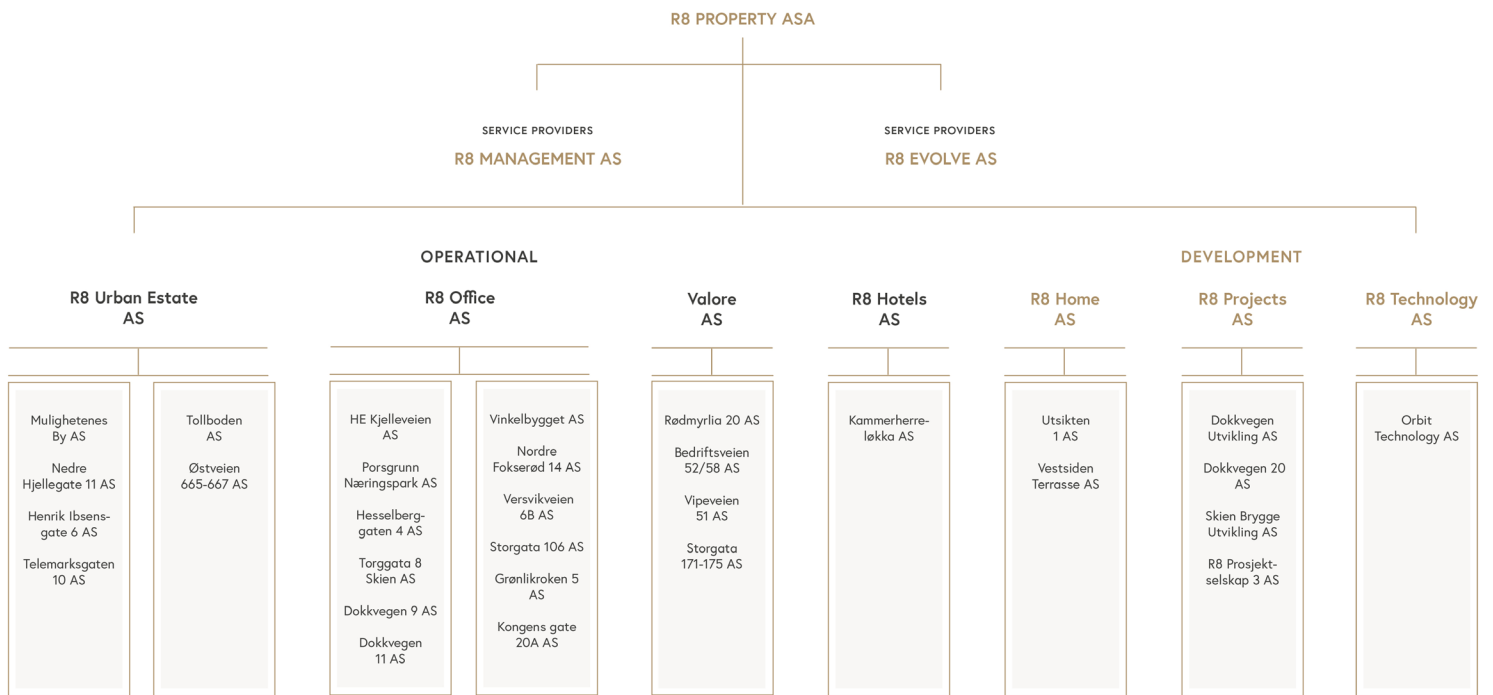 R8 PROPERTY ASA
SERVICE PROVIDERS
R8 MANAGEMENT AS
SERVICE PROVIDERS
R8 EVOLVE AS
OPERATIONAL
DEVELOPMENT
R8 Urban Estate
AS
R8 Office
AS
Valore
AS
R8 Hotels
AS
R8 Home
AS
R8 Projects
AS
R8 Technology
AS
Mulighetenes
By AS
Nedre
Hjellegate 11 AS
Henrik Ibsens-
gate 6 AS
Telemarksgaten
10 AS
Tollboden
AS
Østveien
665-667 AS
HE Kjelleveien
AS
Porsgrunn
Næringspark AS
Hesselberg-
gaten 4 AS
Torggata 8
Skien AS
Dokkvegen 9 AS
Dokkvegen
11 AS
Vinkelbygget AS
Nordre
Fokserød 14 AS
Versvikveien
6B AS
Storgata 106 AS
Grønlikroken 5
AS
Kongens gate
20A AS
Rødmyrlia 20 AS
Bedriftsveien
52/58 AS
Vipeveien
51 AS
Storgata
171-175 AS
Kammerherre-
løkka AS
Utsikten
1 AS
Vestsiden
Terrasse AS
Dokkvegen
Utvikling AS
Dokkvegen 20
AS
Skien Brygge
Utvikling AS
R8 Prosjekt-
selskap 3 AS
Orbit
Technology AS